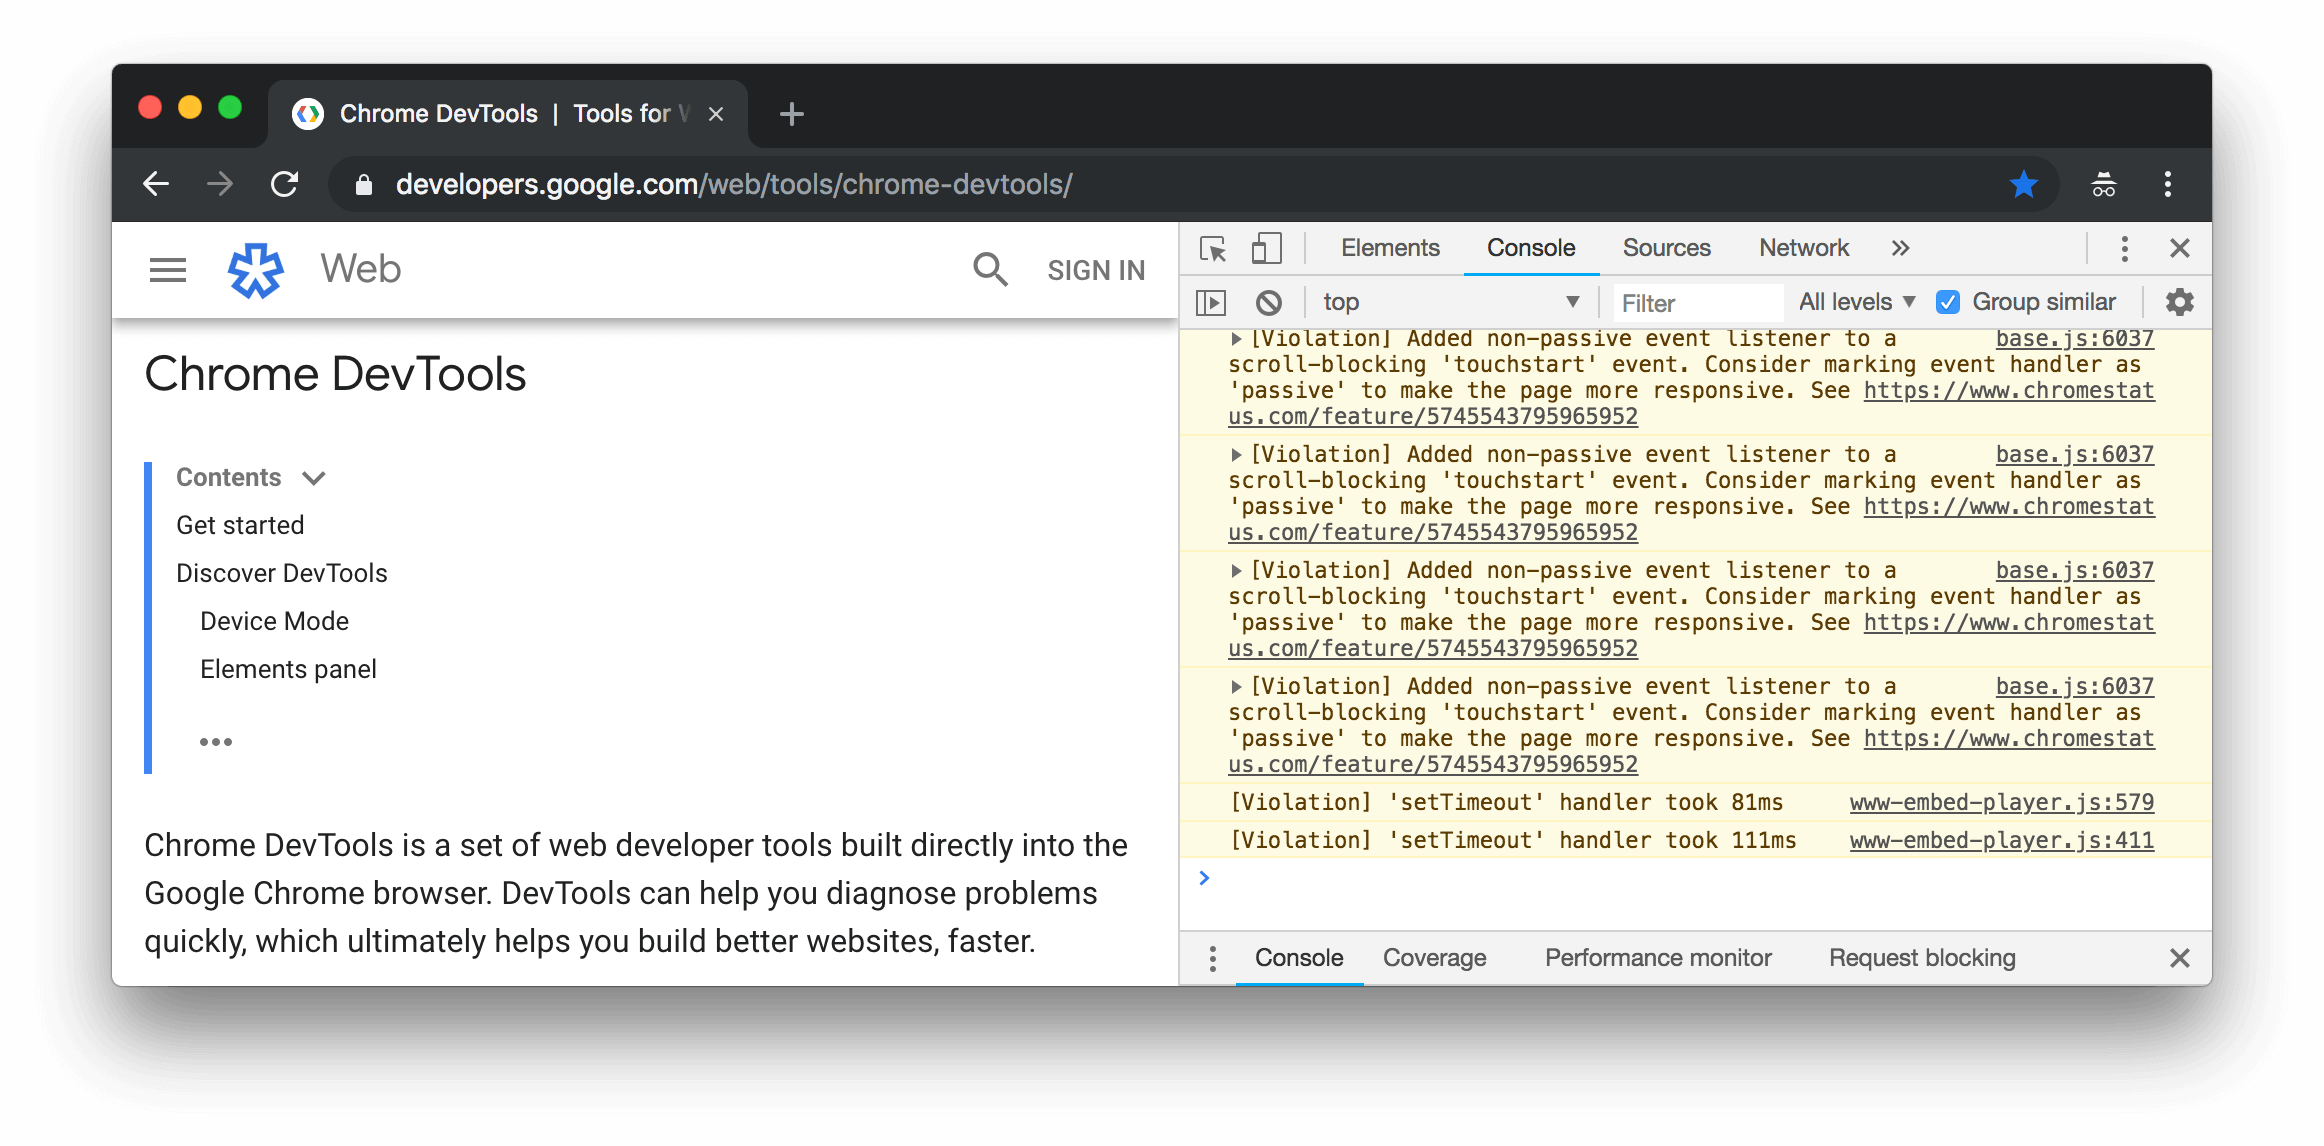 Chrome DevTools | Tools for W
developers.google.com/web/tools/chrome-devtools/
Web
SIGN IN
Chrome DevTools
Contents
Get started
Discover DevTools
Device Mode
Elements panel
Chrome DevTools is a set of web developer tools built directly into the
Google Chrome browser. DevTools can help you diagnose problems
quickly, which ultimately helps you build better websites, faster.
Elements Console Sources Network
top Filter All levels Group similar
[Violation] Added non-passive event listener to a base.js:6037
scroll-blocking 'touchstart' event. Consider marking event handler as
'passive' to make the page more responsive. See https://www.chromestat
us.com/feature/5745543795965952
[Violation] Added non-passive event listener to a base.js:6037
scroll-blocking 'touchstart' event. Consider marking event handler as
'passive' to make the page more responsive. See https://www.chromestat
us.com/feature/5745543795965952
[Violation] Added non-passive event listener to a base.js:6037
scroll-blocking 'touchstart' event. Consider marking event handler as
'passive' to make the page more responsive. See https://www.chromestat
us.com/feature/5745543795965952
[Violation] Added non-passive event listener to a base.js:6037
scroll-blocking 'touchstart' event. Consider marking event handler as
'passive' to make the page more responsive. See https://www.chromestat
us.com/feature/5745543795965952
[Violation] 'setTimeout' handler took 81ms www-embed-player.js:579
[Violation] 'setTimeout' handler took 111ms www-embed-player.js:411
Console Coverage Performance monitor Request blocking